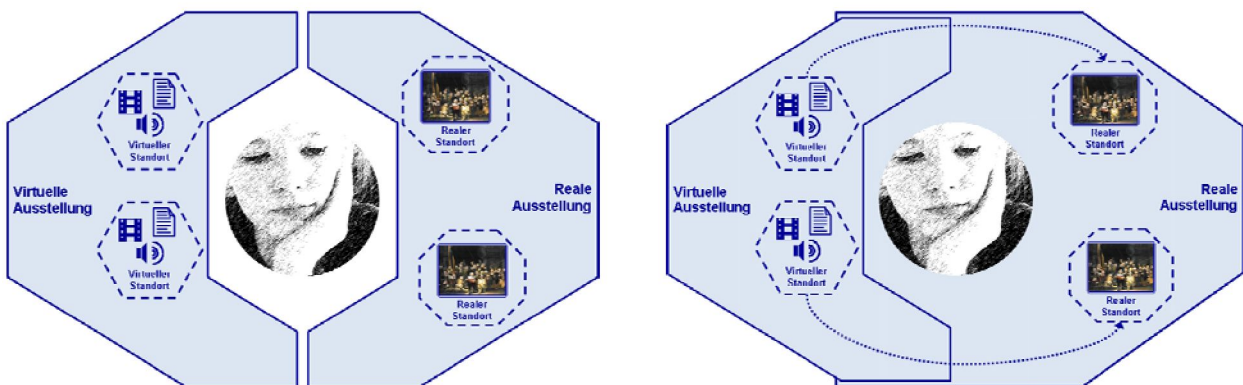 Virtueller
Standort
Realer
Standort
Virtuelle
Ausstellung
Reale
Ausstellung
Virtueller
Standort
Realer
Standort
Virtueller
Standort
Realer
Standort
Virtuelle
Ausstellung
Reale
Ausstellung
Virtueller
Standort
Realer
Standort